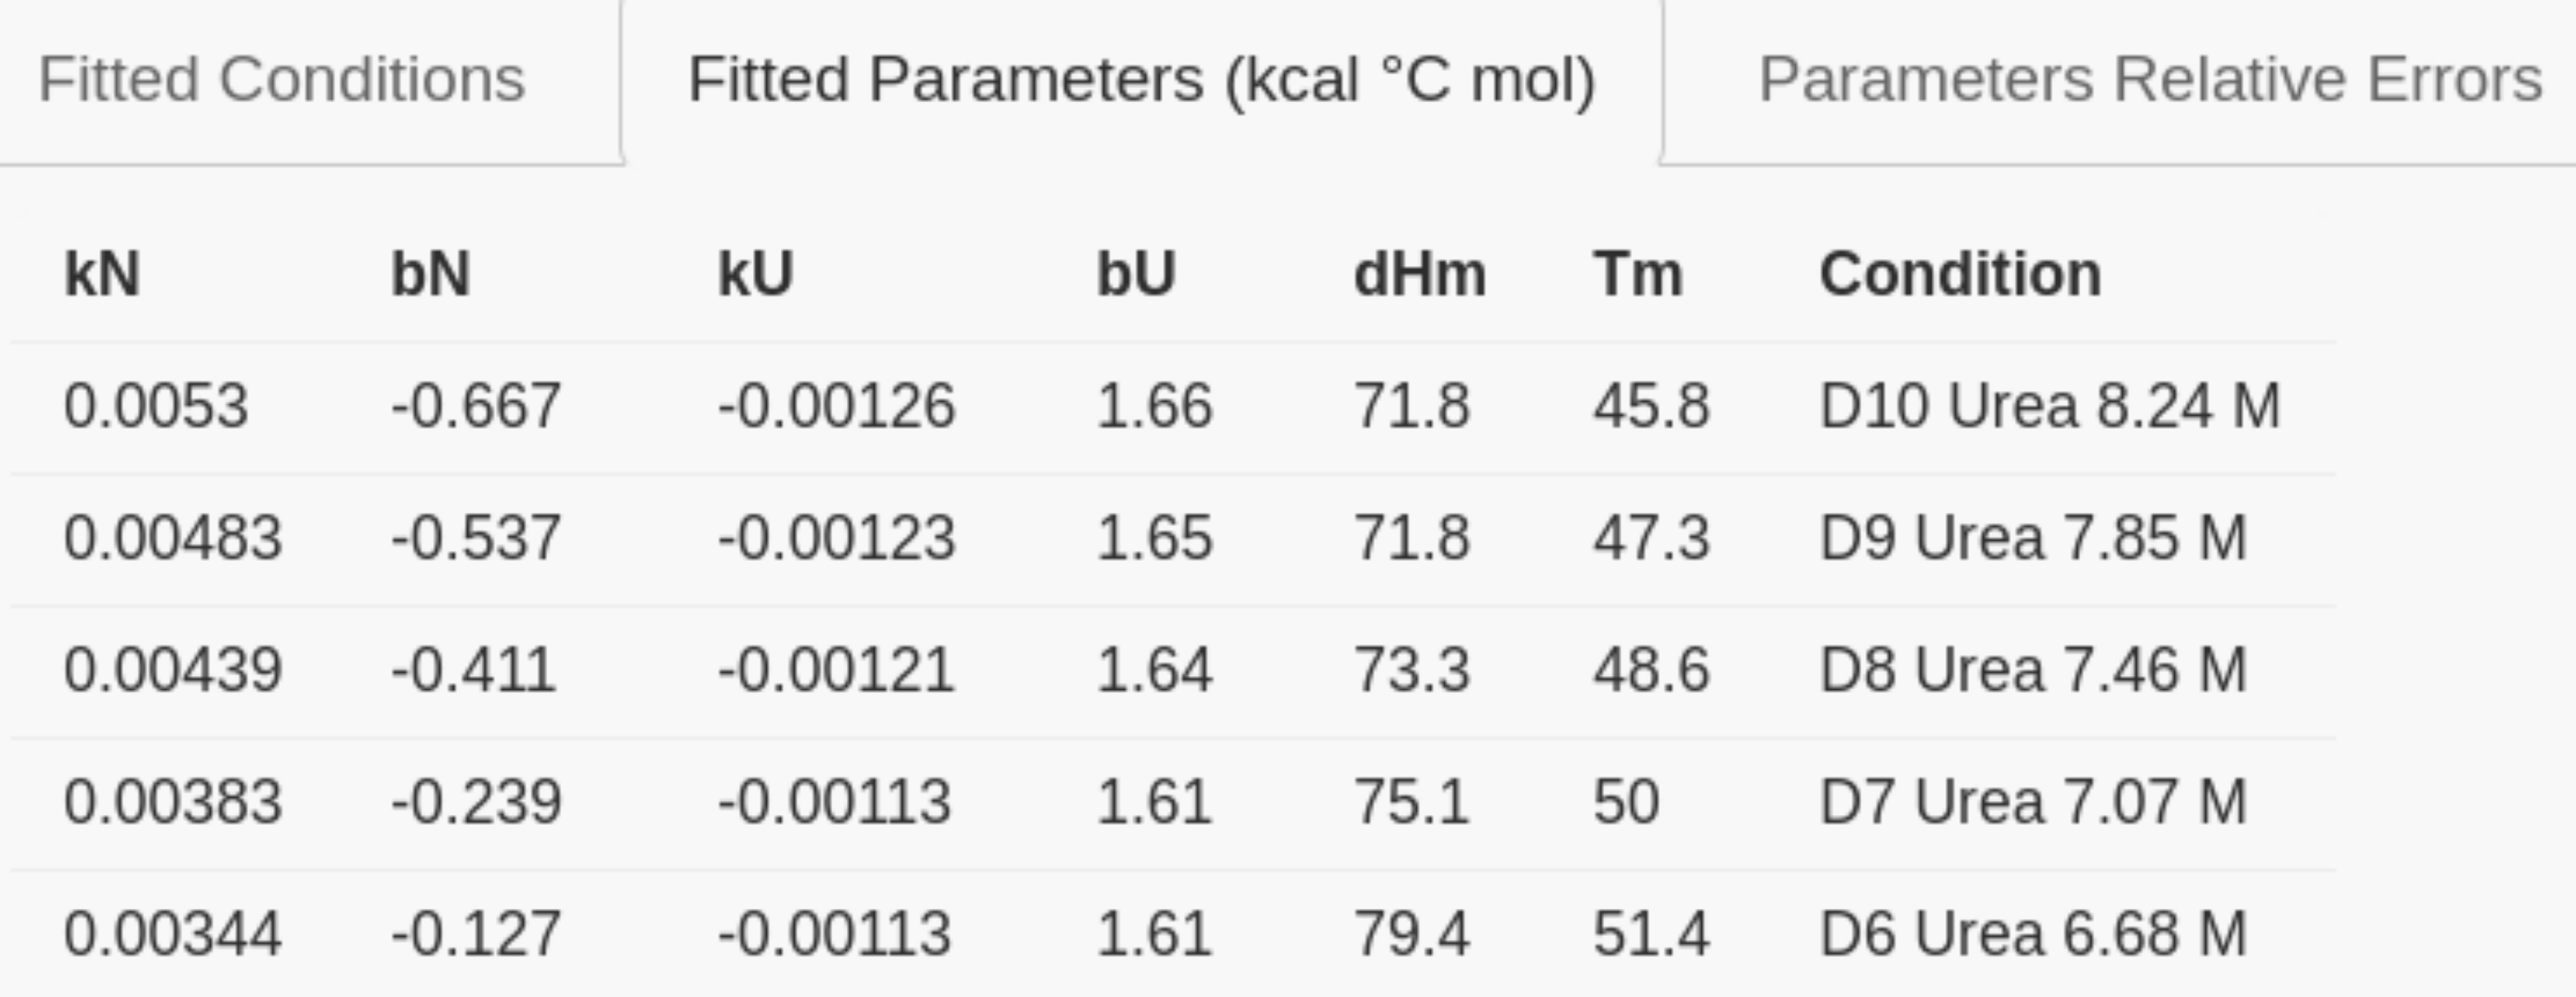 Fitted Conditions Fitted Parameters (kcal °C mol) Parameters Relative Errors
kN bN kU bU dHm Tm Condition
0.0053 -0.667 -0.00126 1.66 71.8 45.8 D10 Urea 8.24 M
0.00483 -0.537 -0.00123 1.65 71.8 47.3 D9 Urea 7.85 M
0.00439 -0.411 -0.00121 1.64 73.3 48.6 D8 Urea 7.46 M
0.00383 -0.239 -0.00113 1.61 75.1 50 D7 Urea 7.07 M
0.00344 -0.127 -0.00113 1.61 79.4 51.4 D6 Urea 6.68 M